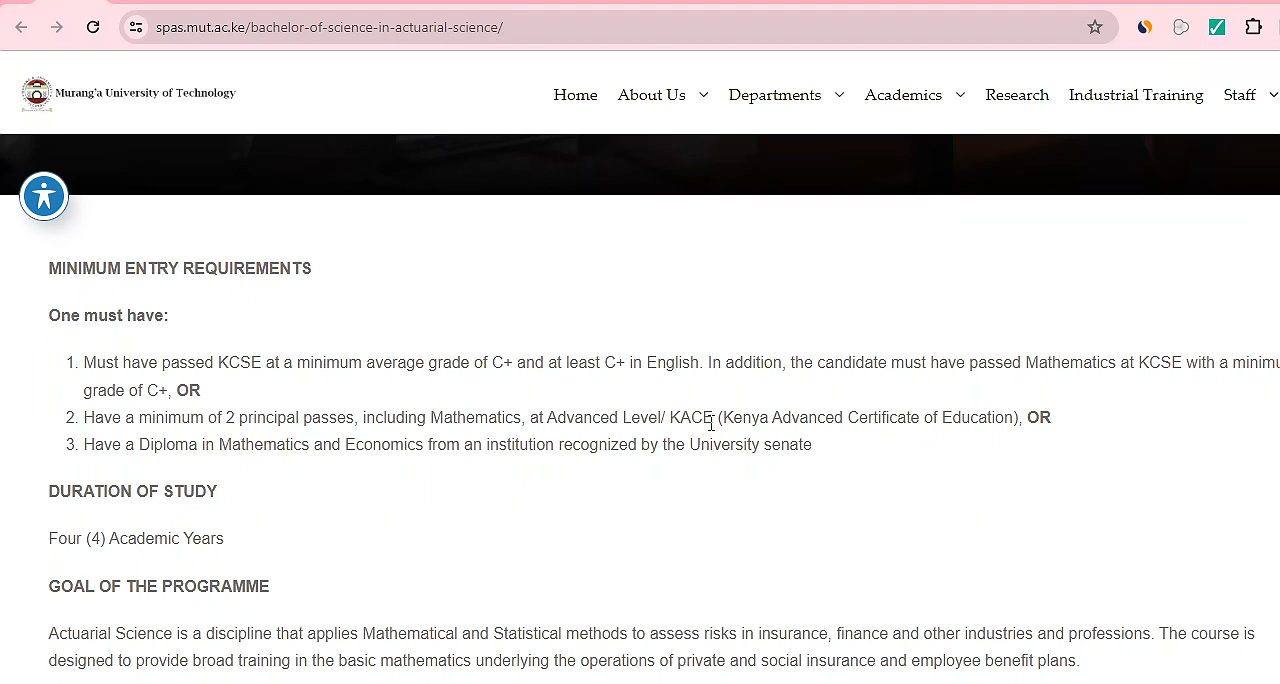 spas.mut.ac.ke/bachelor-of-science-in-actuarial-science/
Murang'a University of Technology
Home About Us Departments Academics Research Industrial Training Staff
MINIMUM ENTRY REQUIREMENTS
One must have:
1. Must have passed KCSE at a minimum average grade of C+ and at least C+ in English. In addition, the candidate must have passed Mathematics at KCSE with a
grade of C+, OR
2. Have a minimum of 2 principal passes, including Mathematics, at Advanced Level/ KACE (Kenya Advanced Certificate of Education), OR
3. Have a Diploma in Mathematics and Economics from an institution recognized by the University senate
DURATION OF STUDY
Four (4) Academic Years
GOAL OF THE PROGRAMME
Actuarial Science is a discipline that applies Mathematical and Statistical methods to assess risks in insurance, finance and other industries and professions. The course is
designed to provide broad training in the basic mathematics underlying the operations of private and social insurance and employee benefit plans.